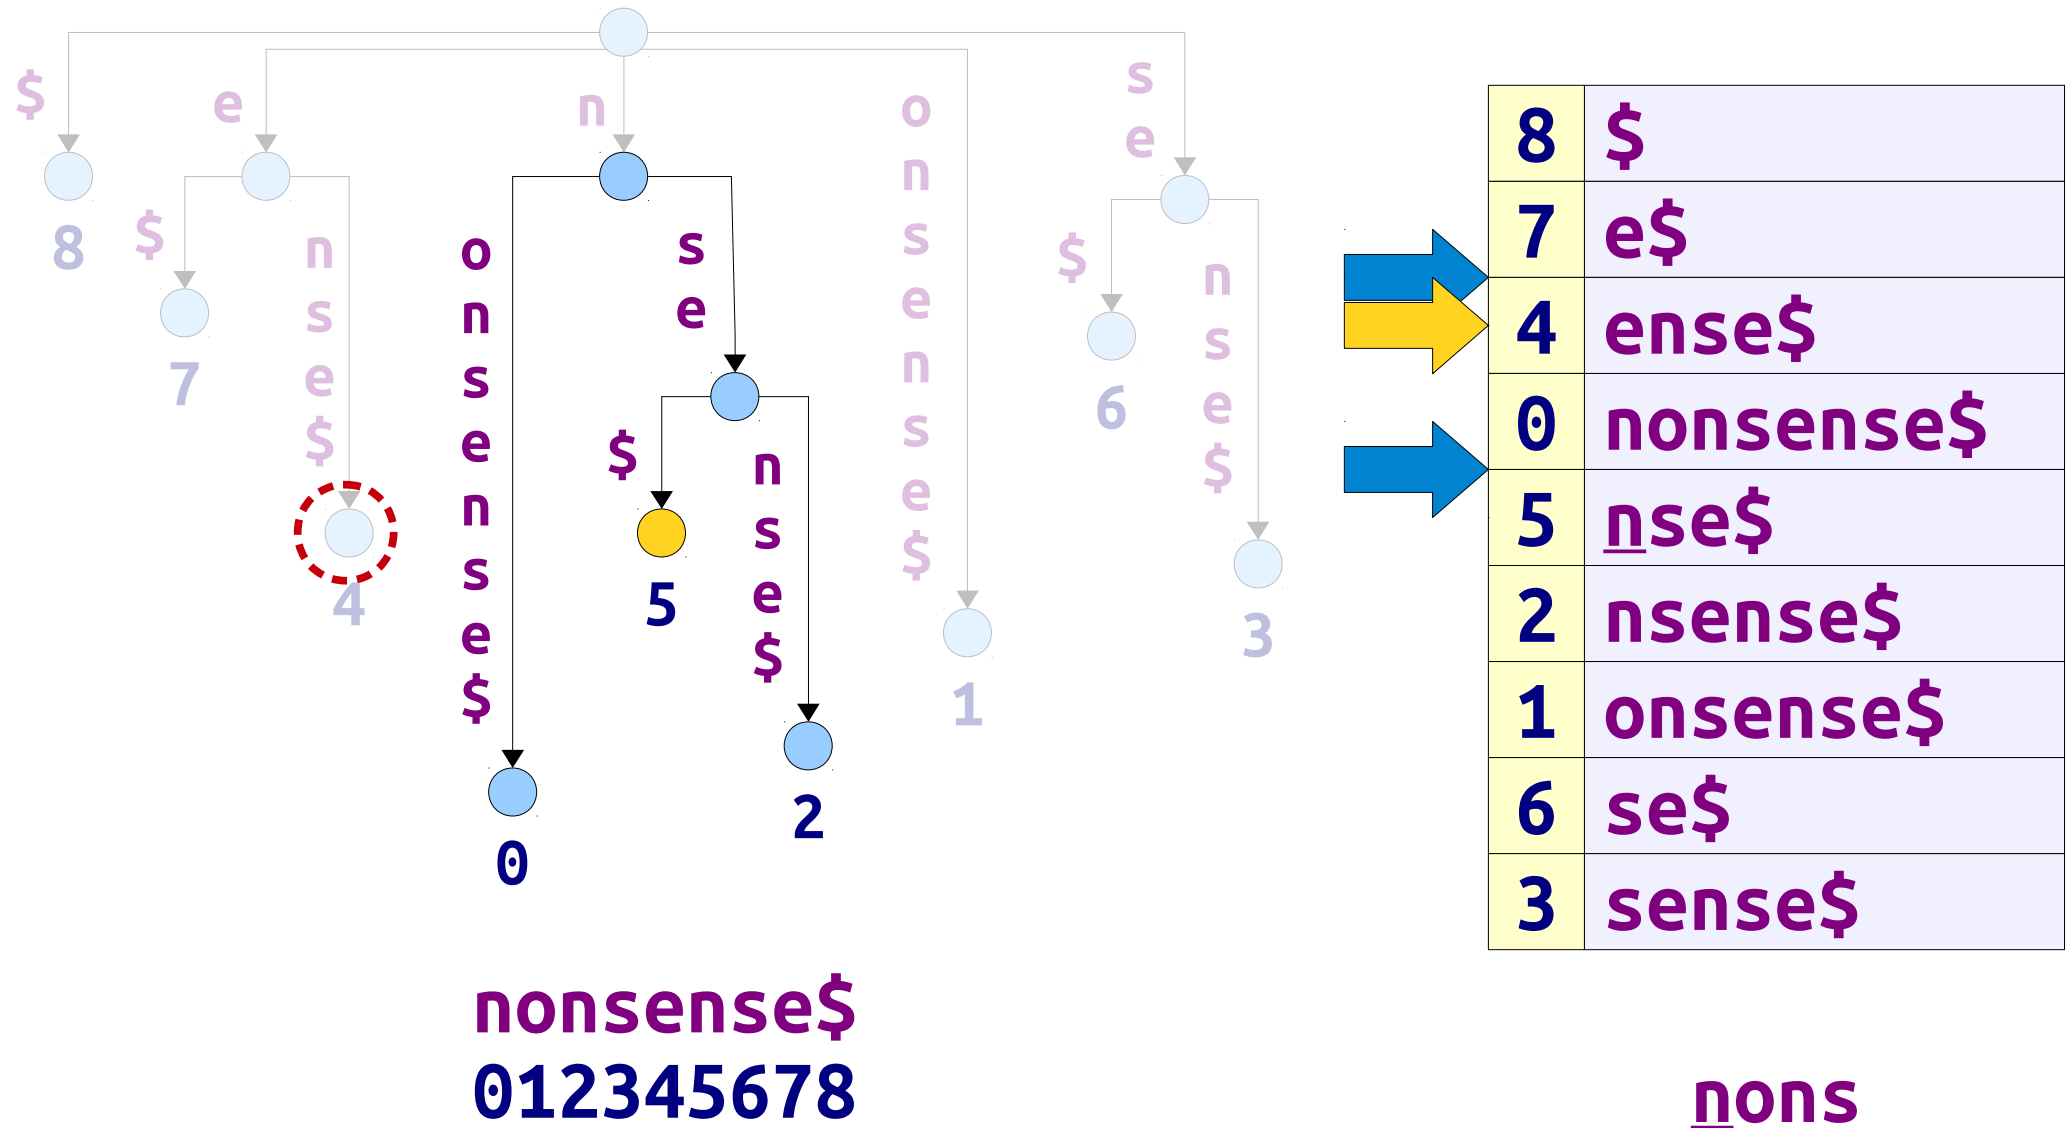 $
e
n
o
n
s
e
n
s
e
$
s
e
8
$
7
n
s
e
$
4
o
n
s
e
n
s
e
$
0
s
e
$
5
n
s
e
$
2
1
$
6
n
s
e
$
3
8 $
7 e$
4 ense$
0 nonsense$
5 nse$
2 nsense$
1 onsense$
6 se$
3 sense$
nonsense$
012345678
nons